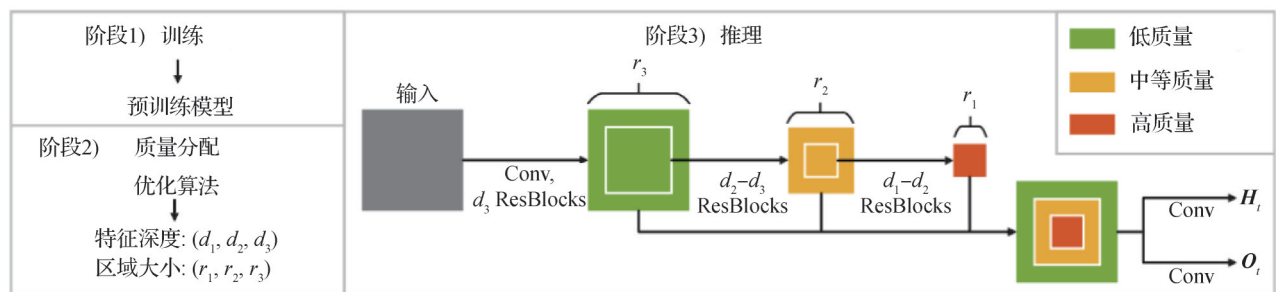 阶段1) 训练
预训练模型
阶段2) 质量分配
优化算法
特征深度: (d₁, d₂, d₃)
区域大小: (r₁, r₂, r₃)
阶段3) 推理
输入
r₃
r₂
r₁
Conv,
d₃ ResBlocks
d₂−d₃
ResBlocks
d₁−d₂
ResBlocks
Conv
Hₜ
Conv
Oₜ
低质量
中等质量
高质量